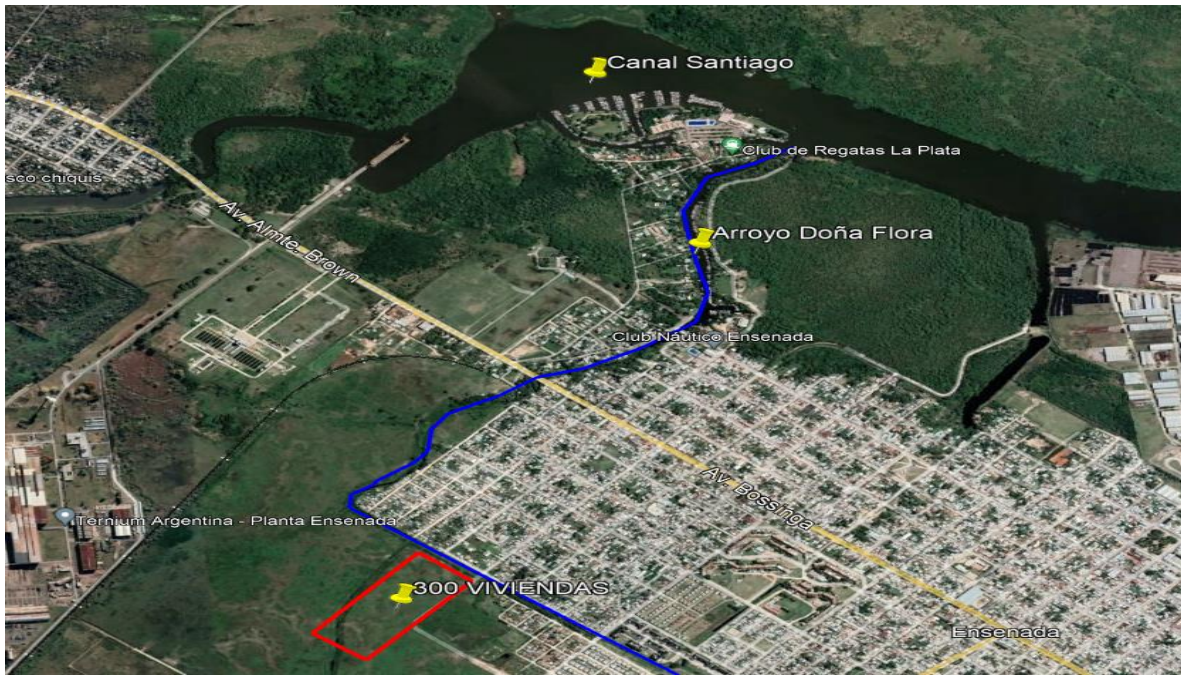 Canal Santiago
Club de Regatas La Plata
sco chiquis
Av. Almte. Brown
Arroyo Doña Flora
Club Náutico Ensenada
Av. Bossinga
Ternium Argentina - Planta Ensenada
300 VIVIENDAS
Ensenada